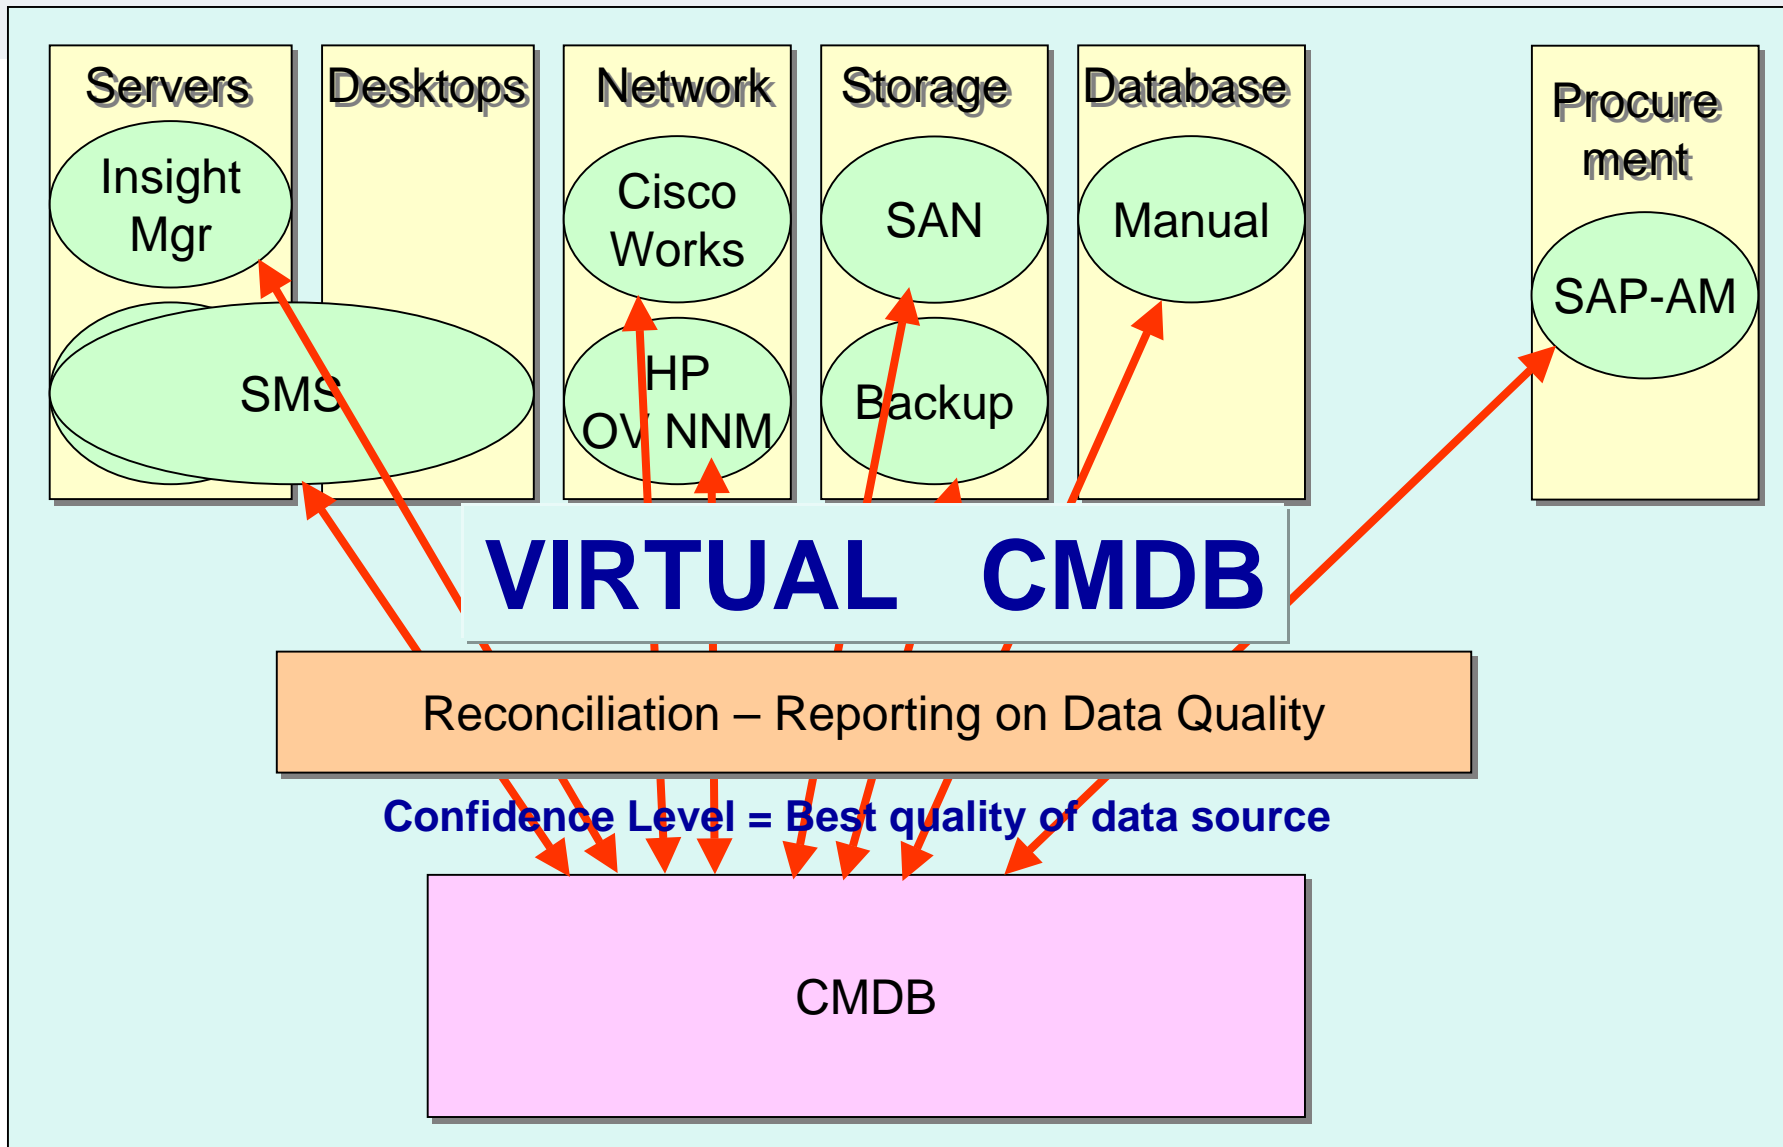 Servers
Desktops
Network
Storage
Database
Procure
ment
Insight
Mgr
Cisco
Works
SAN
Manual
SAP-AM
SMS
HP
OV NNM
Backup
VIRTUAL CMDB
Reconciliation – Reporting on Data Quality
Confidence Level = Best quality of data source
CMDB